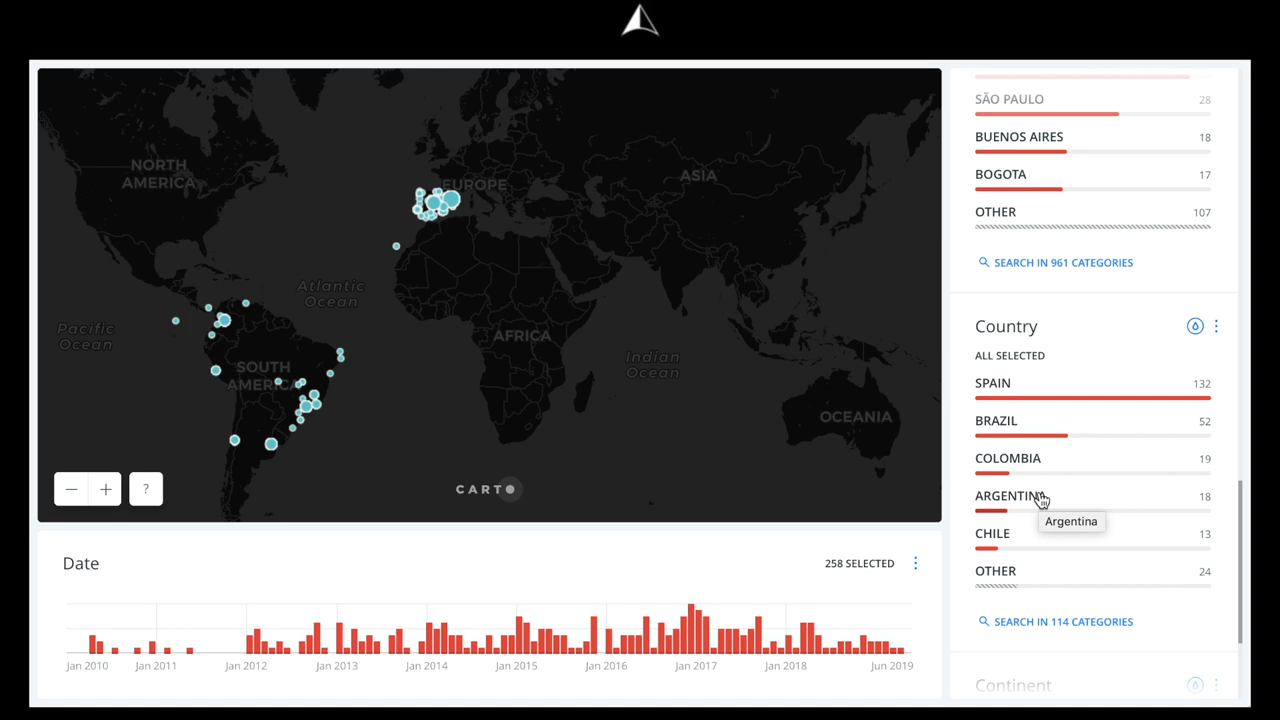 NORTH
AMERICA
EUROPE
ASIA
Atlantic
Ocean
Pacific
Ocean
AFRICA
Indian
Ocean
SOUTH
AMERICA
OCEANIA
− + ?
CARTO
Date
258 SELECTED
Jan 2010 Jan 2011 Jan 2012 Jan 2013 Jan 2014 Jan 2015 Jan 2016 Jan 2017 Jan 2018 Jun 2019
SÃO PAULO 28
BUENOS AIRES 18
BOGOTA 17
OTHER 107
SEARCH IN 961 CATEGORIES
Country
ALL SELECTED
SPAIN 132
BRAZIL 52
COLOMBIA 19
ARGENTINA 18
Argentina
CHILE 13
OTHER 24
SEARCH IN 114 CATEGORIES
Continent